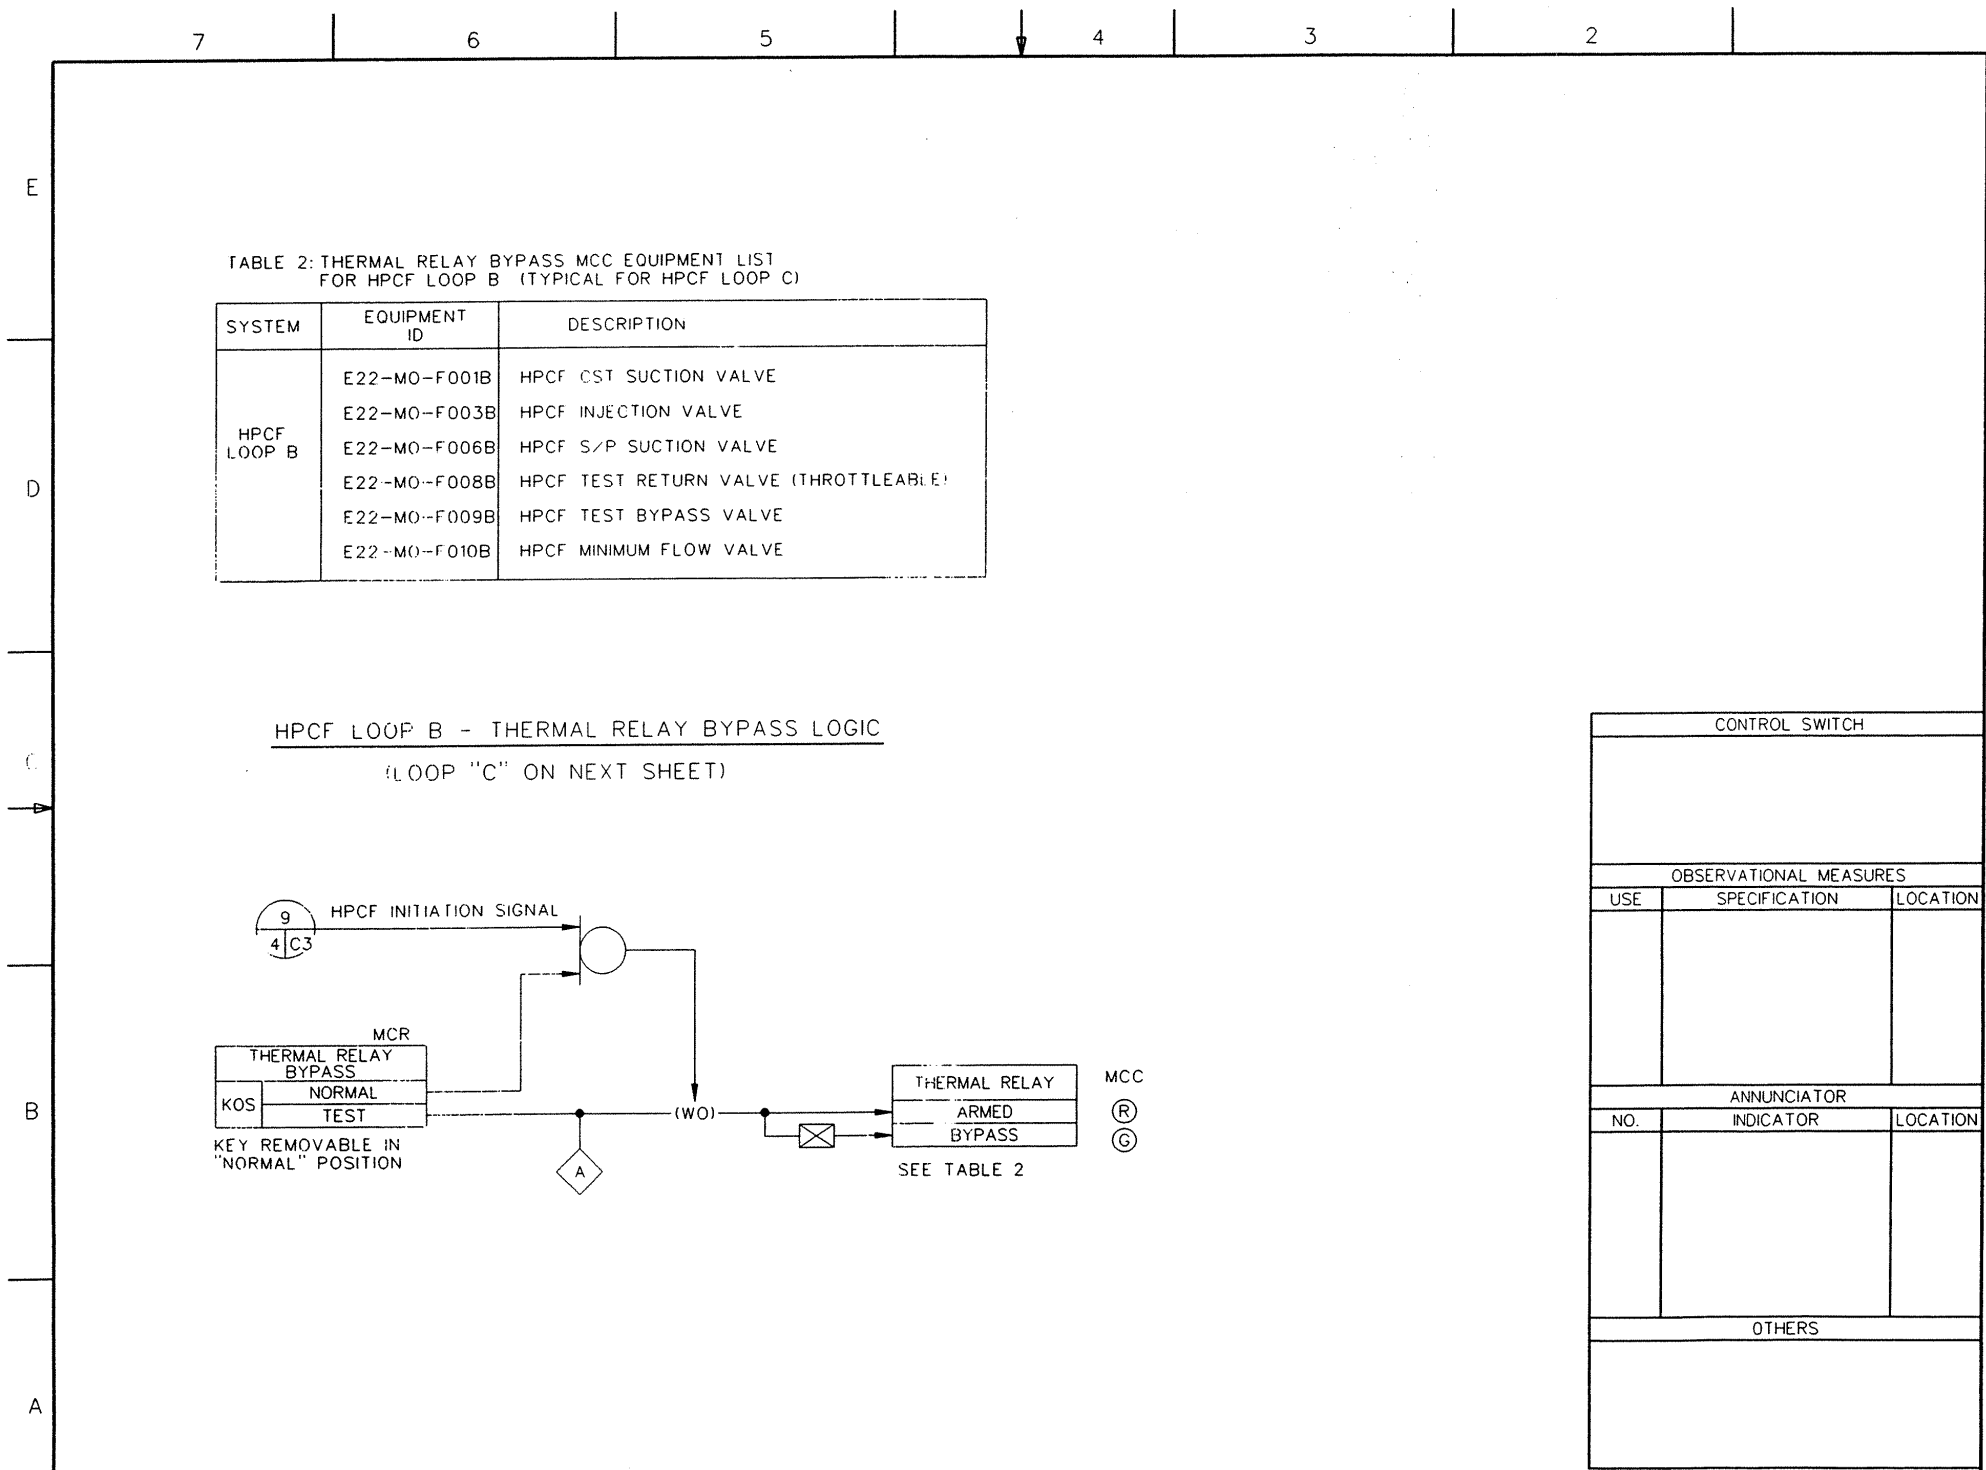 7 6 5 4 3 2
E
D
C
B
A
TABLE 2: THERMAL RELAY BYPASS MCC EQUIPMENT LIST
FOR HPCF LOOP B (TYPICAL FOR HPCF LOOP C)
SYSTEM EQUIPMENT ID DESCRIPTION
HPCF LOOP B
E22-MO-F001B HPCF CST SUCTION VALVE
E22-MO-F003B HPCF INJECTION VALVE
E22-MO-F006B HPCF S/P SUCTION VALVE
E22-MO-F008B HPCF TEST RETURN VALVE (THROTTLEABLE)
E22-MO-F009B HPCF TEST BYPASS VALVE
E22-MO-F010B HPCF MINIMUM FLOW VALVE
HPCF LOOP B - THERMAL RELAY BYPASS LOGIC
(LOOP "C" ON NEXT SHEET)
9
4 C3
HPCF INITIATION SIGNAL
MCR
THERMAL RELAY
BYPASS
KOS
NORMAL
TEST
KEY REMOVABLE IN
"NORMAL" POSITION
A
(WO)
THERMAL RELAY
ARMED
BYPASS
SEE TABLE 2
MCC
R
G
CONTROL SWITCH
OBSERVATIONAL MEASURES
USE SPECIFICATION LOCATION
ANNUNCIATOR
NO. INDICATOR LOCATION
OTHERS